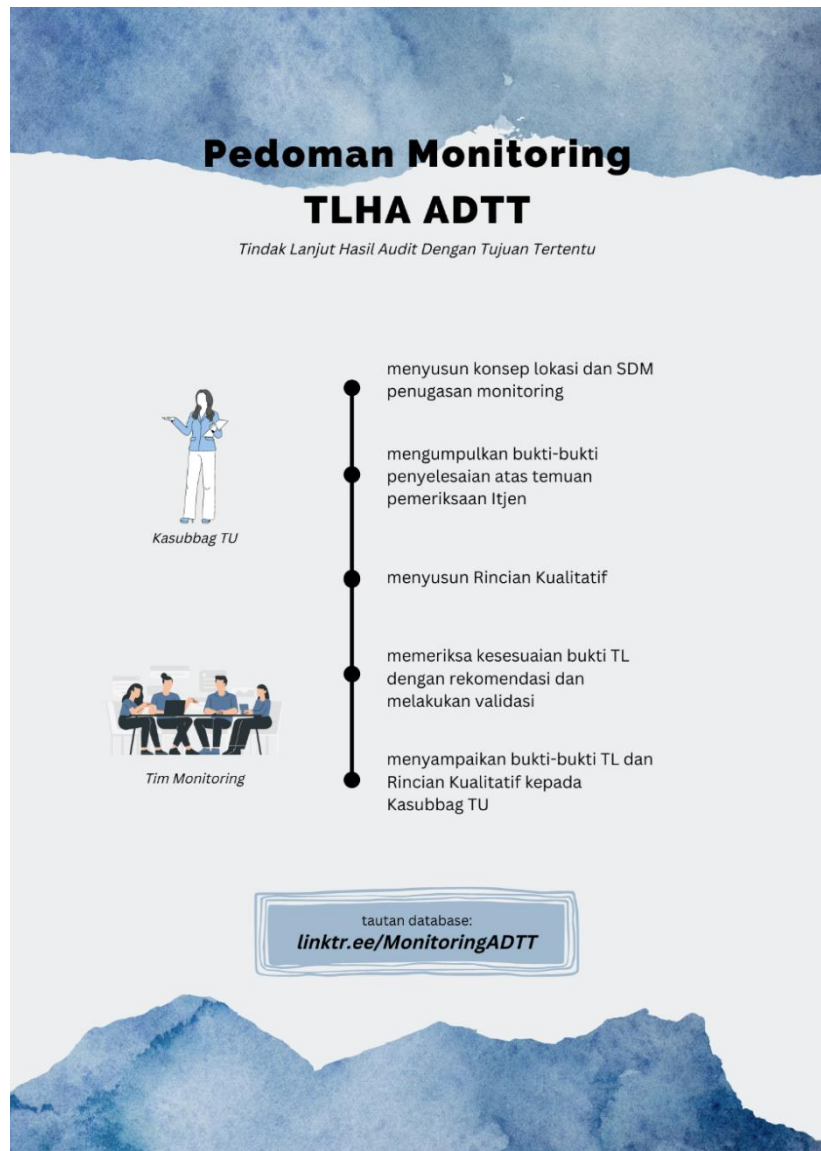 Pedoman Monitoring
TLHA ADTT
Tindak Lanjut Hasil Audit Dengan Tujuan Tertentu
menyusun konsep lokasi dan SDM
penugasan monitoring
mengumpulkan bukti-bukti
penyelesaian atas temuan
pemeriksaan Itjen
Kasubbag TU
menyusun Rincian Kualitatif
memeriksa kesesuaian bukti TL
dengan rekomendasi dan
melakukan validasi
menyampaikan bukti-bukti TL dan
Rincian Kualitatif kepada
Kasubbag TU
Tim Monitoring
tautan database:
linktr.ee/MonitoringADTT